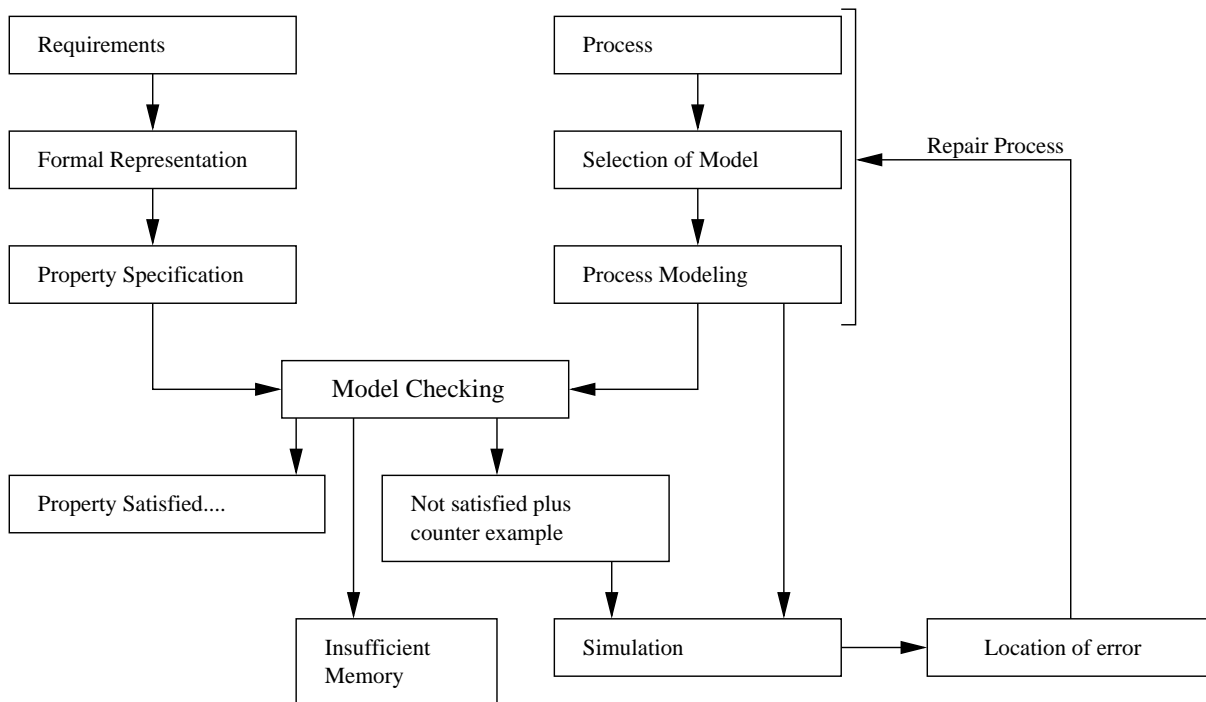 Requirements
Process
Repair Process
Formal Representation
Selection of Model
Property Specification
Process Modeling
Model Checking
Property Satisfied....
Not satisfied plus
counter example
Insufficient
Memory
Simulation
Location of error